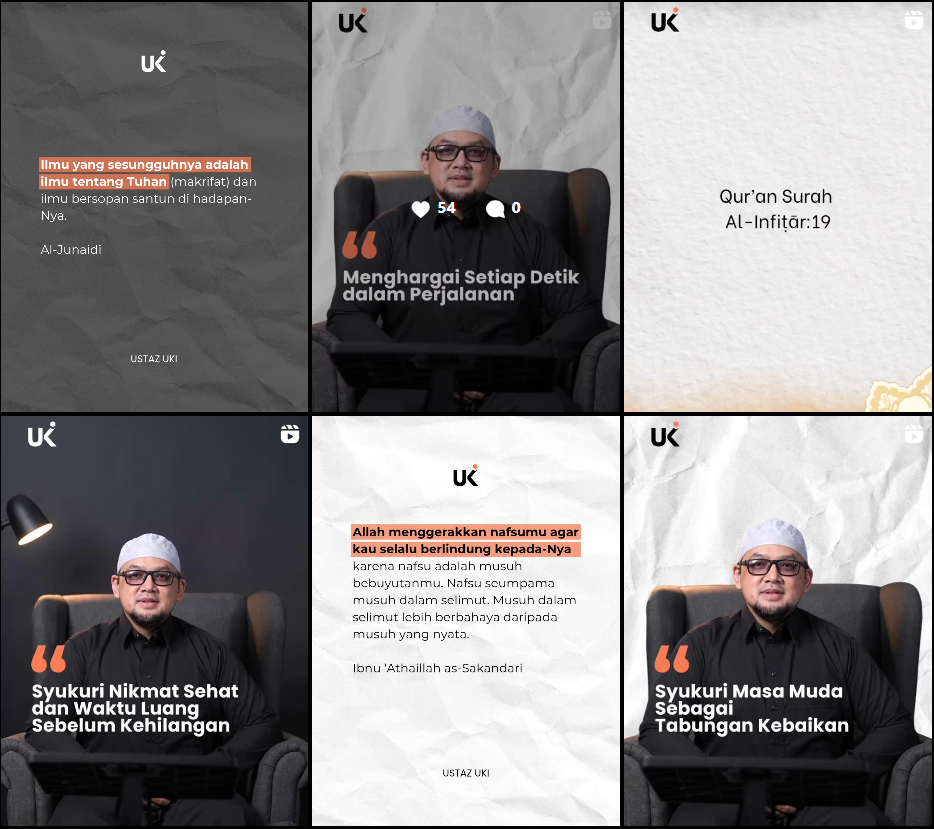 UK
Ilmu yang sesungguhnya adalah
ilmu tentang Tuhan (makrifat) dan
ilmu bersopan santun di hadapan-
Nya.
Al-Junaidi
USTAZ UKI
UK
54 0
Menghargai Setiap Detik
dalam Perjalanan
UK
Qur'an Surah
Al-Infiṭār:19
UK
“
Syukuri Nikmat Sehat
dan Waktu Luang
Sebelum Kehilangan
UK
Allah menggerakkan nafsumu agar
kau selalu berlindung kepada-Nya
karena nafsu adalah musuh
bebuyutanmu. Nafsu seumpama
musuh dalam selimut. Musuh dalam
selimut lebih berbahaya daripada
musuh yang nyata.
Ibnu ‘Athaillah as-Sakandari
USTAZ UKI
UK
“
Syukuri Masa Muda
Sebagai
Tabungan Kebaikan